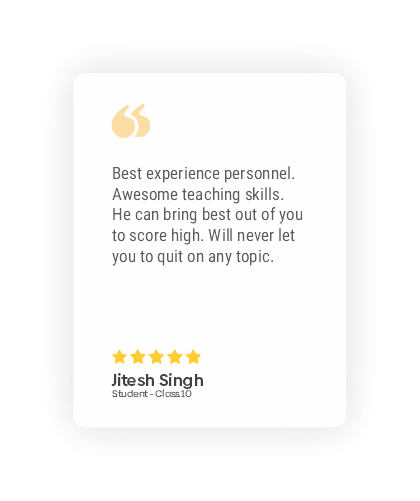 Best experience personnel.
Awesome teaching skills.
He can bring best out of you
to score high. Will never let
you to quit on any topic.
Jitesh Singh
Student - Class10